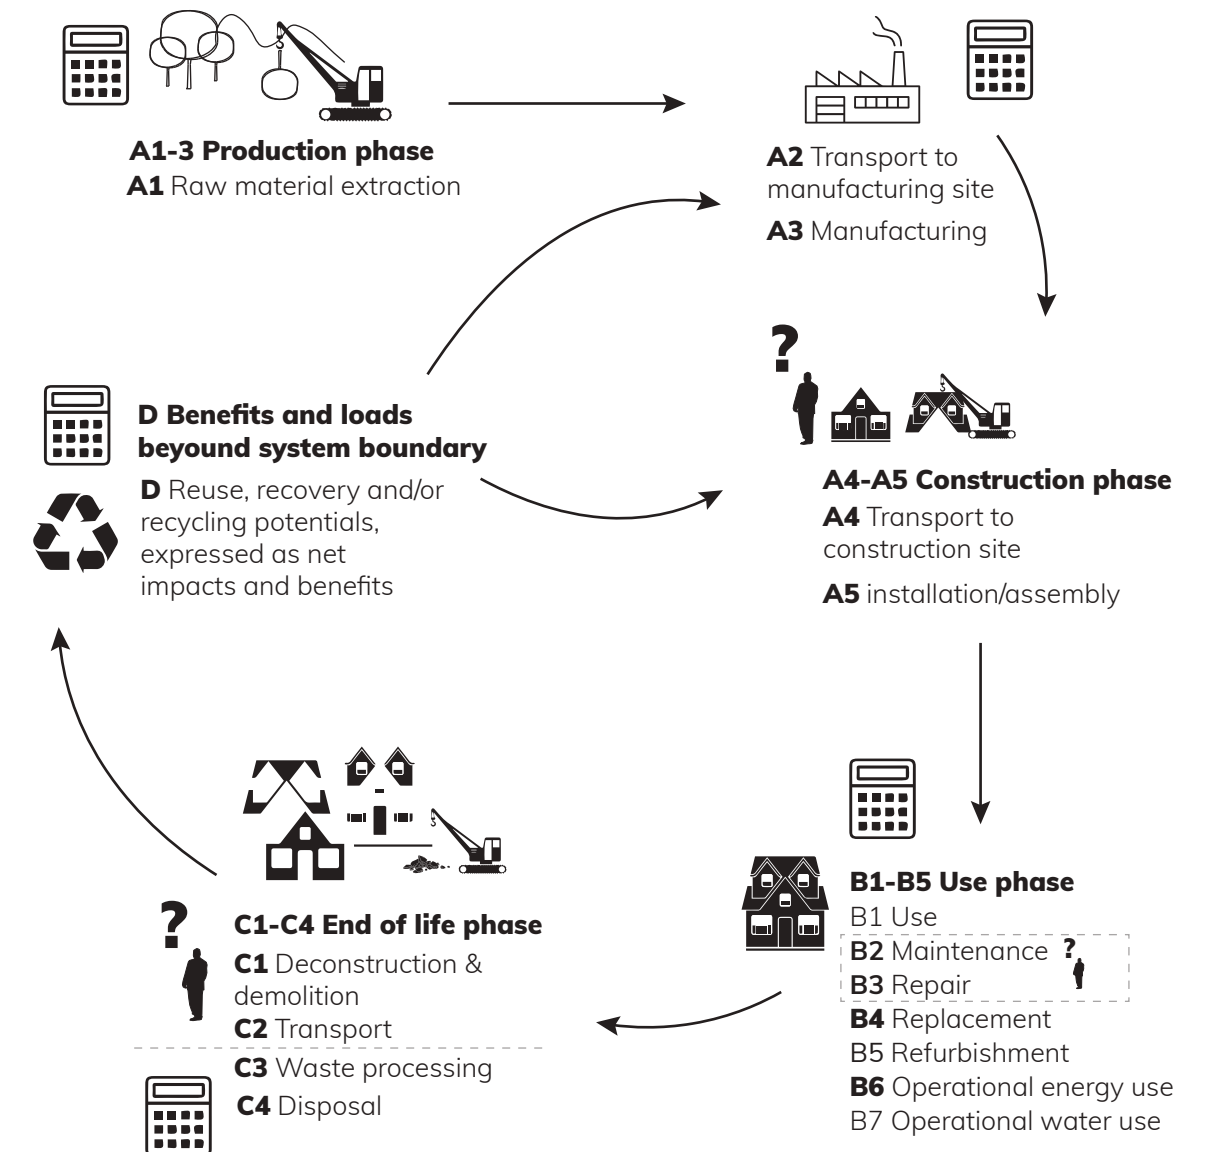 A1-3 Production phase
A1 Raw material extraction
A2 Transport to
manufacturing site
A3 Manufacturing
?
A4-A5 Construction phase
A4 Transport to
construction site
A5 installation/assembly
D Benefits and loads
beyound system boundary
D Reuse, recovery and/or
recycling potentials,
expressed as net
impacts and benefits
B1-B5 Use phase
B1 Use
B2 Maintenance ?
B3 Repair
B4 Replacement
B5 Refurbishment
B6 Operational energy use
B7 Operational water use
?
C1-C4 End of life phase
C1 Deconstruction &
demolition
C2 Transport
C3 Waste processing
C4 Disposal